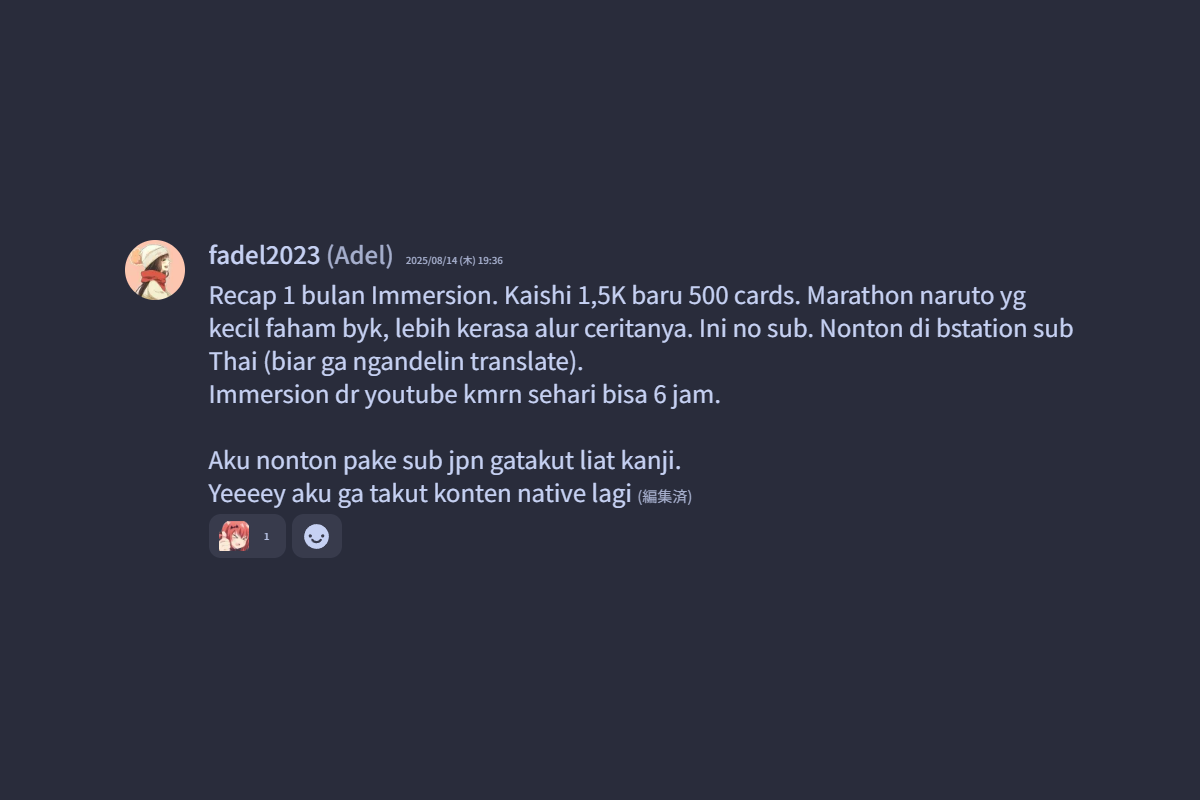 fadel2023 (Adel) 2025/08/14 (木) 19:36
Recap 1 bulan Immersion. Kaishi 1,5K baru 500 cards. Marathon naruto yg
kecil faham byk, lebih kerasa alur ceritanya. Ini no sub. Nonton di bstation sub
Thai (biar ga ngandelin translate).
Immersion dr youtube kmrn sehari bisa 6 jam.
Aku nonton pake sub jpn gatakut liat kanji.
Yeeeey aku ga takut konten native lagi (編集済)
1